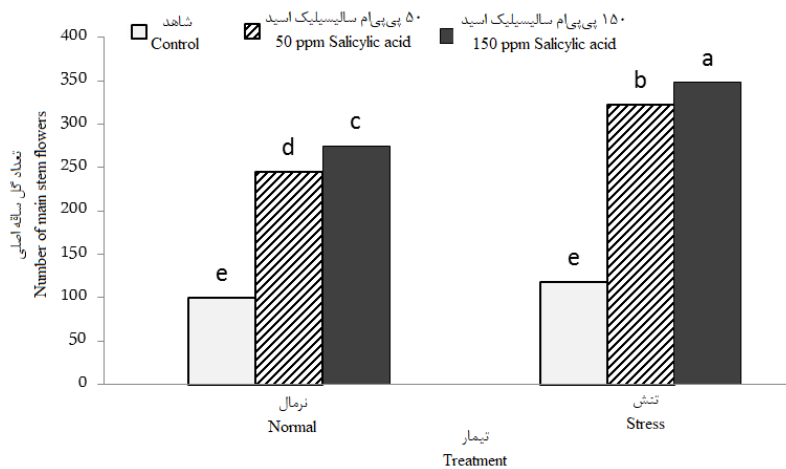 شاهد
Control
۵۰ پی‌پی‌ام سالیسیلیک اسید
50 ppm Salicylic acid
۱۵۰ پی‌پی‌ام سالیسیلیک اسید
150 ppm Salicylic acid
تعداد گل ساقه اصلی
Number of main stem flowers
400
350
300
250
200
150
100
50
0
e
d
c
e
b
a
نرمال
Normal
تنش
Stress
تیمار
Treatment